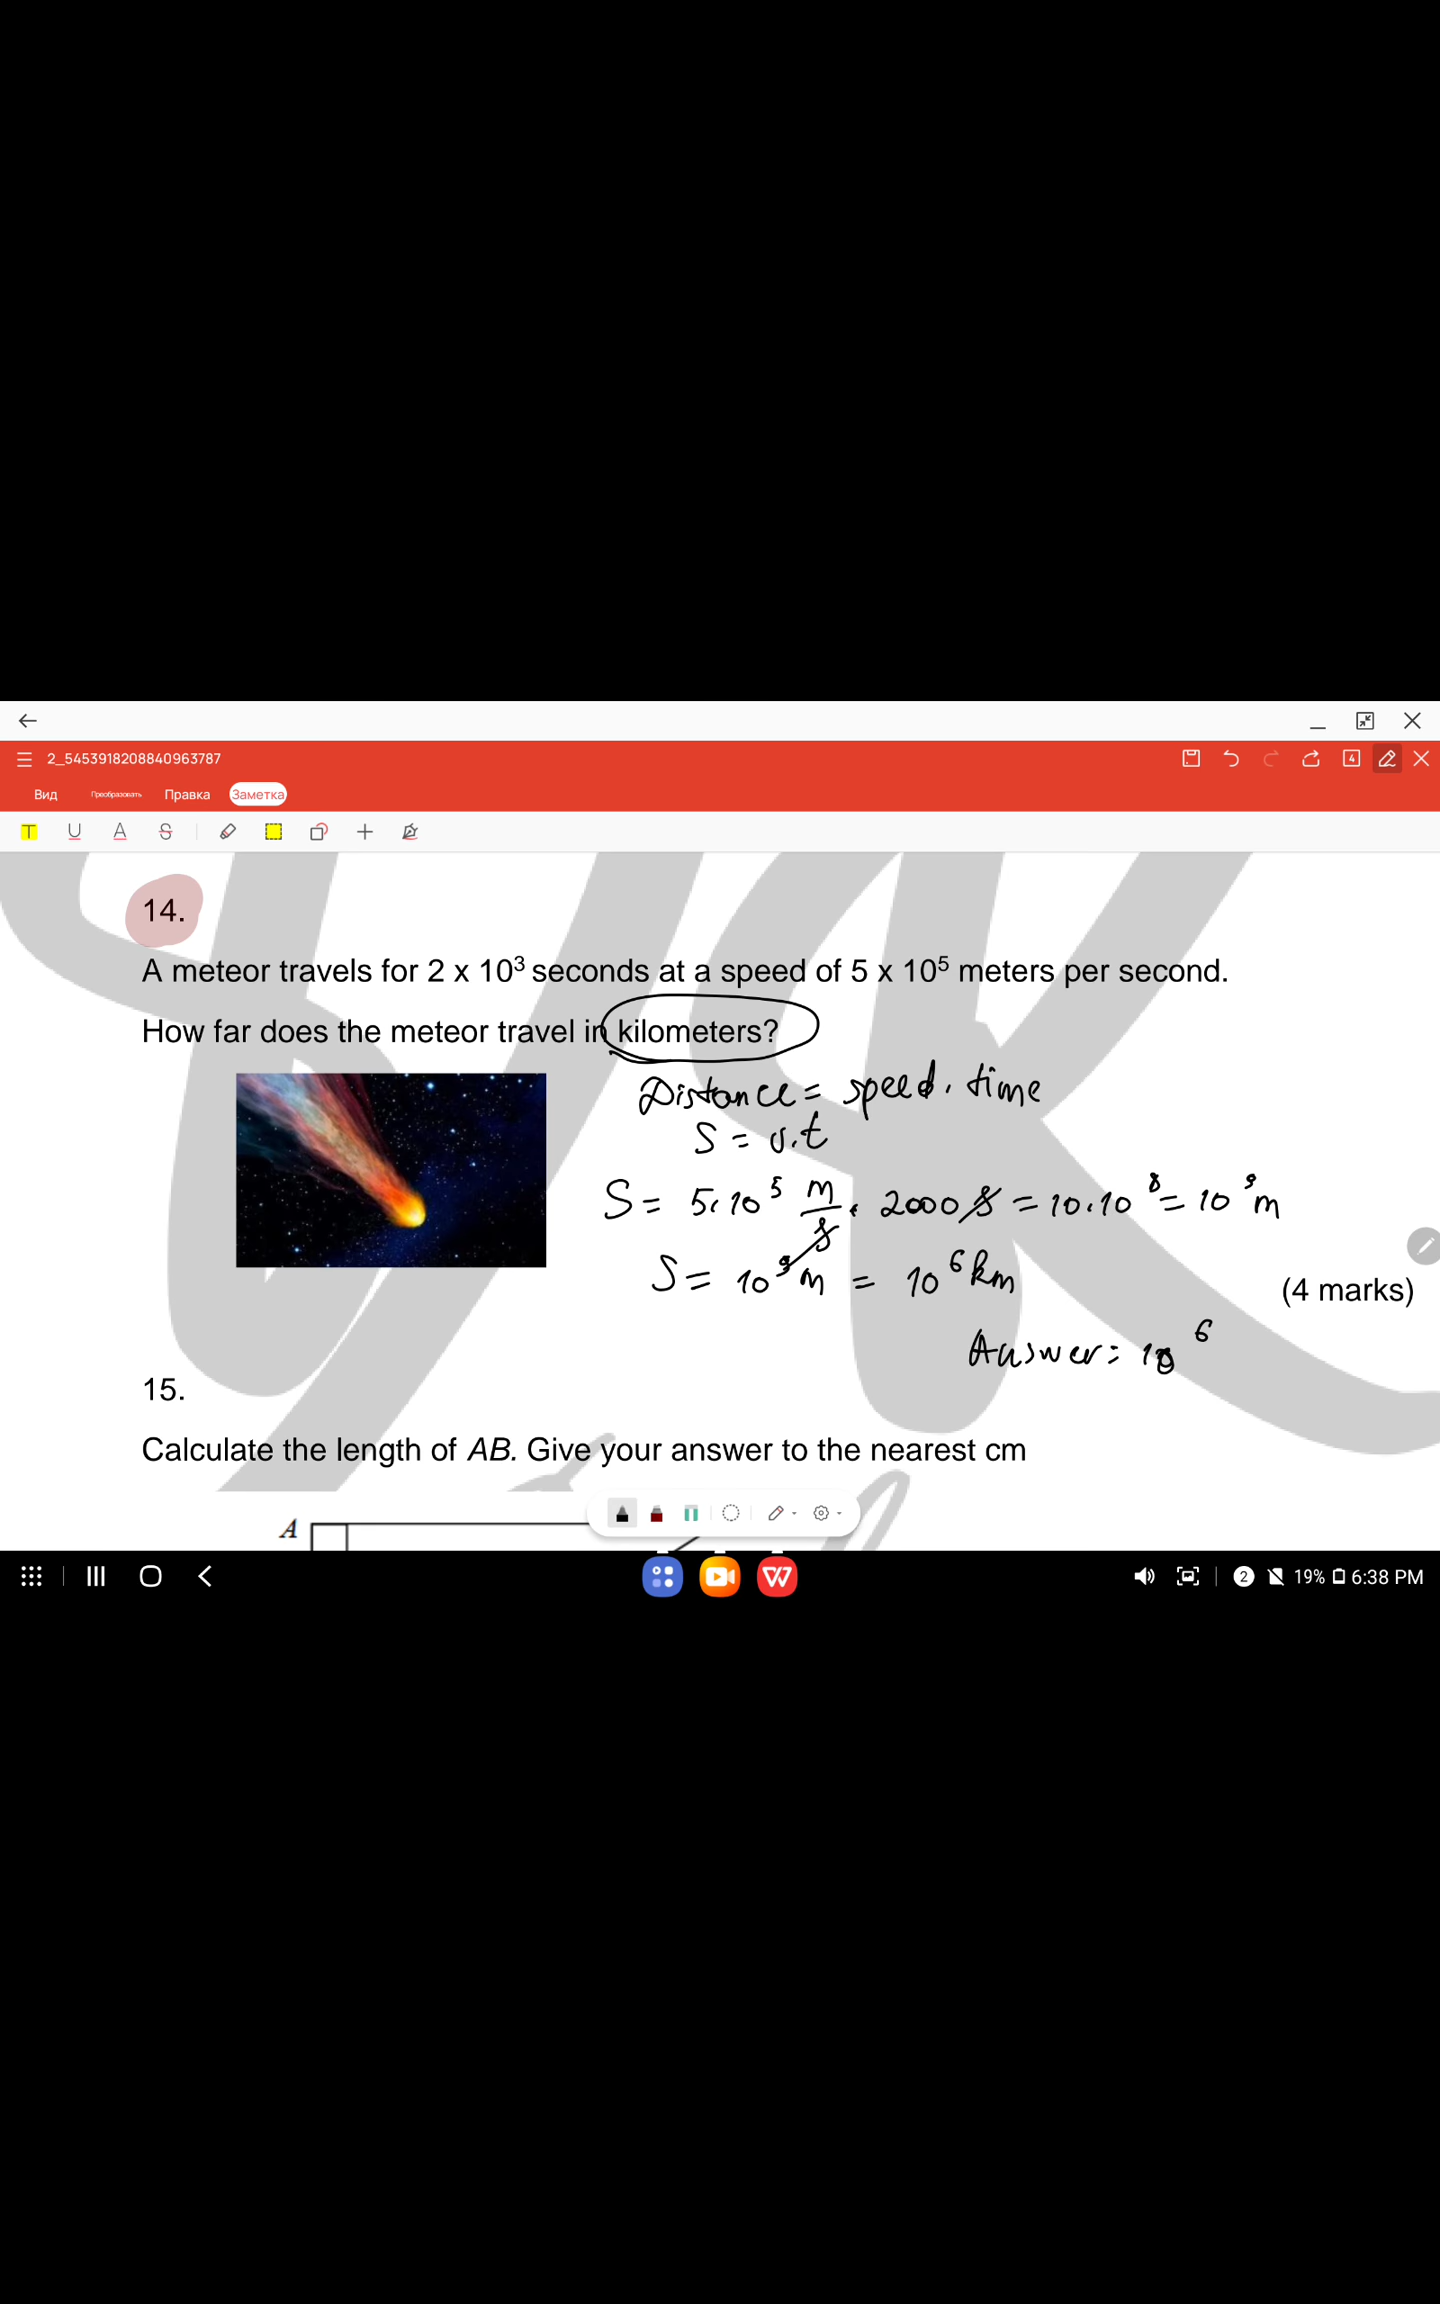 2_5453918208840963787
4
Вид Преобразовать Правка Заметка
T U A S
14.
A meteor travels for 2 x 10³ seconds at a speed of 5 x 10⁵ meters per second.
How far does the meteor travel in kilometers?
Distance = speed . time
S = v.t
S = 5.10⁵ m/s . 2000 s = 10.10⁸ = 10⁹ m
S = 10⁹ m = 10⁶ km
(4 marks)
Answer: 10⁶
15.
Calculate the length of AB. Give your answer to the nearest cm
A
2 19% 6:38 PM